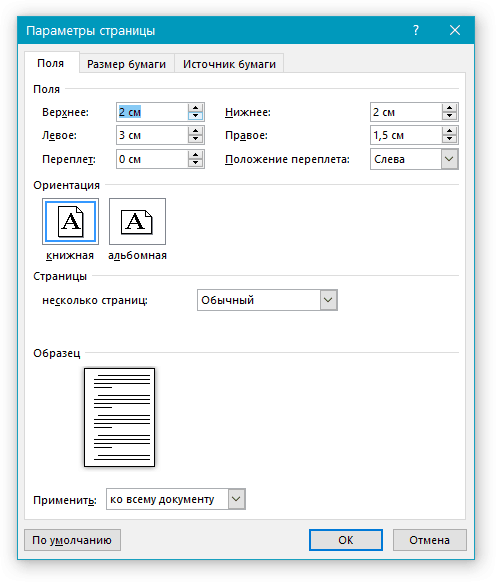 Параметры страницы ?
Поля Размер бумаги Источник бумаги
Поля
Верхнее: 2 см Нижнее: 2 см
Левое: 3 см Правое: 1,5 см
Переплет: 0 см Положение переплета: Слева
Ориентация
A A
книжная альбомная
Страницы
несколько страниц: Обычный
Образец
Применить: ко всему документу
По умолчанию ОК Отмена